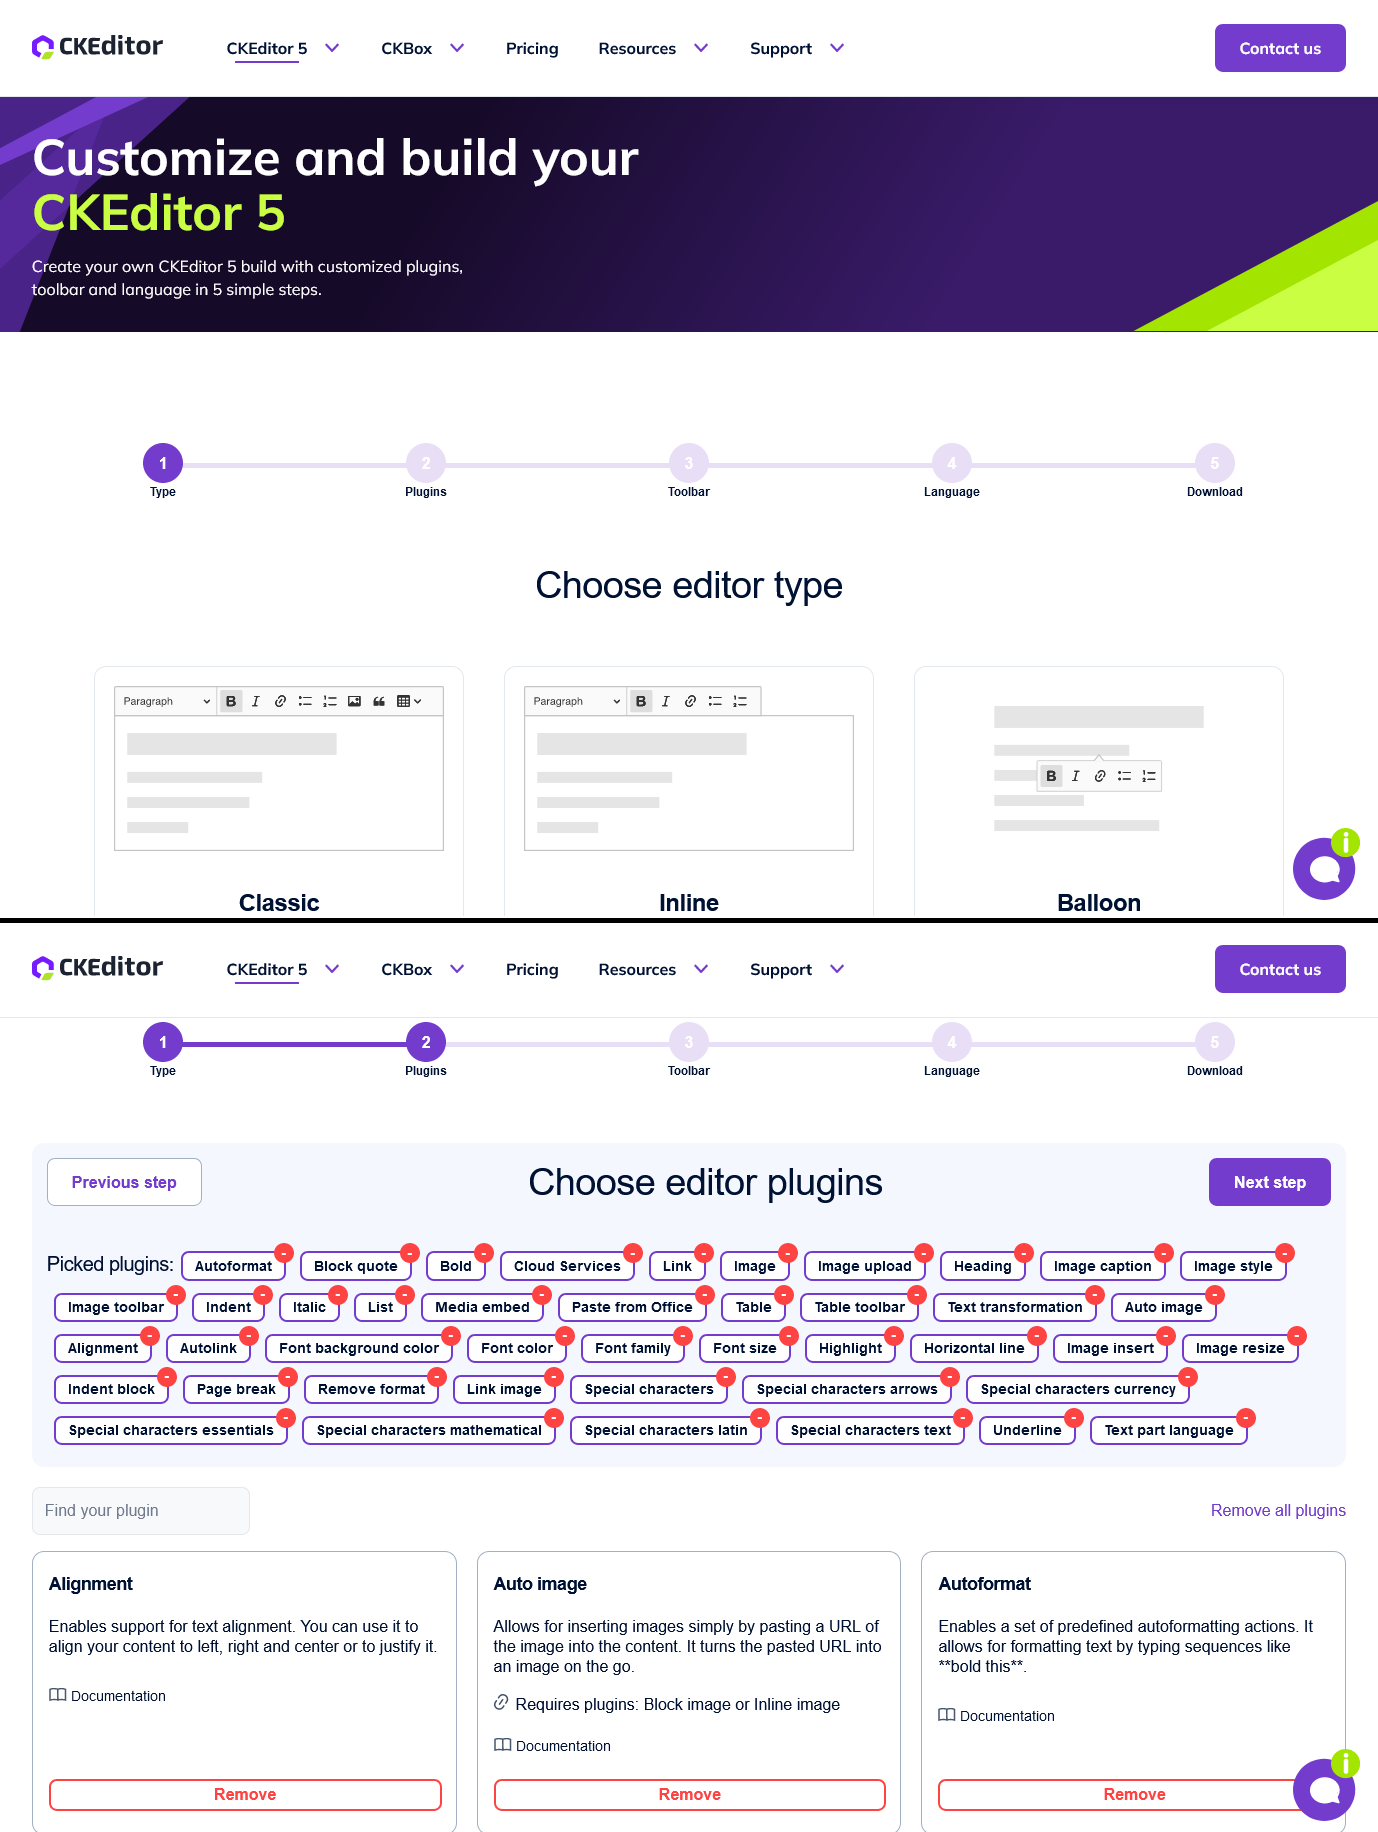 CKEditor
CKEditor 5 CKBox Pricing Resources Support Contact us
Customize and build your
CKEditor 5
Create your own CKEditor 5 build with customized plugins,
toolbar and language in 5 simple steps.
1 2 3 4 5
Type Plugins Toolbar Language Download
Choose editor type
Paragraph B I Paragraph B I
B I
Classic Inline Balloon
CKEditor
CKEditor 5 CKBox Pricing Resources Support Contact us
1 2 3 4 5
Type Plugins Toolbar Language Download
Previous step Choose editor plugins Next step
Picked plugins: Autoformat - Block quote - Bold - Cloud Services - Link - Image - Image upload - Heading - Image caption - Image style -
Image toolbar - Indent - Italic - List - Media embed - Paste from Office - Table - Table toolbar - Text transformation - Auto image -
Alignment - Autolink - Font background color - Font color - Font family - Font size - Highlight - Horizontal line - Image insert - Image resize -
Indent block - Page break - Remove format - Link image - Special characters - Special characters arrows - Special characters currency -
Special characters essentials - Special characters mathematical - Special characters latin - Special characters text - Underline - Text part language -
Find your plugin Remove all plugins
Alignment
Enables support for text alignment. You can use it to
align your content to left, right and center or to justify it.
Documentation
Remove
Auto image
Allows for inserting images simply by pasting a URL of
the image into the content. It turns the pasted URL into
an image on the go.
Requires plugins: Block image or Inline image
Documentation
Remove
Autoformat
Enables a set of predefined autoformatting actions. It
allows for formatting text by typing sequences like
**bold this**.
Documentation
Remove